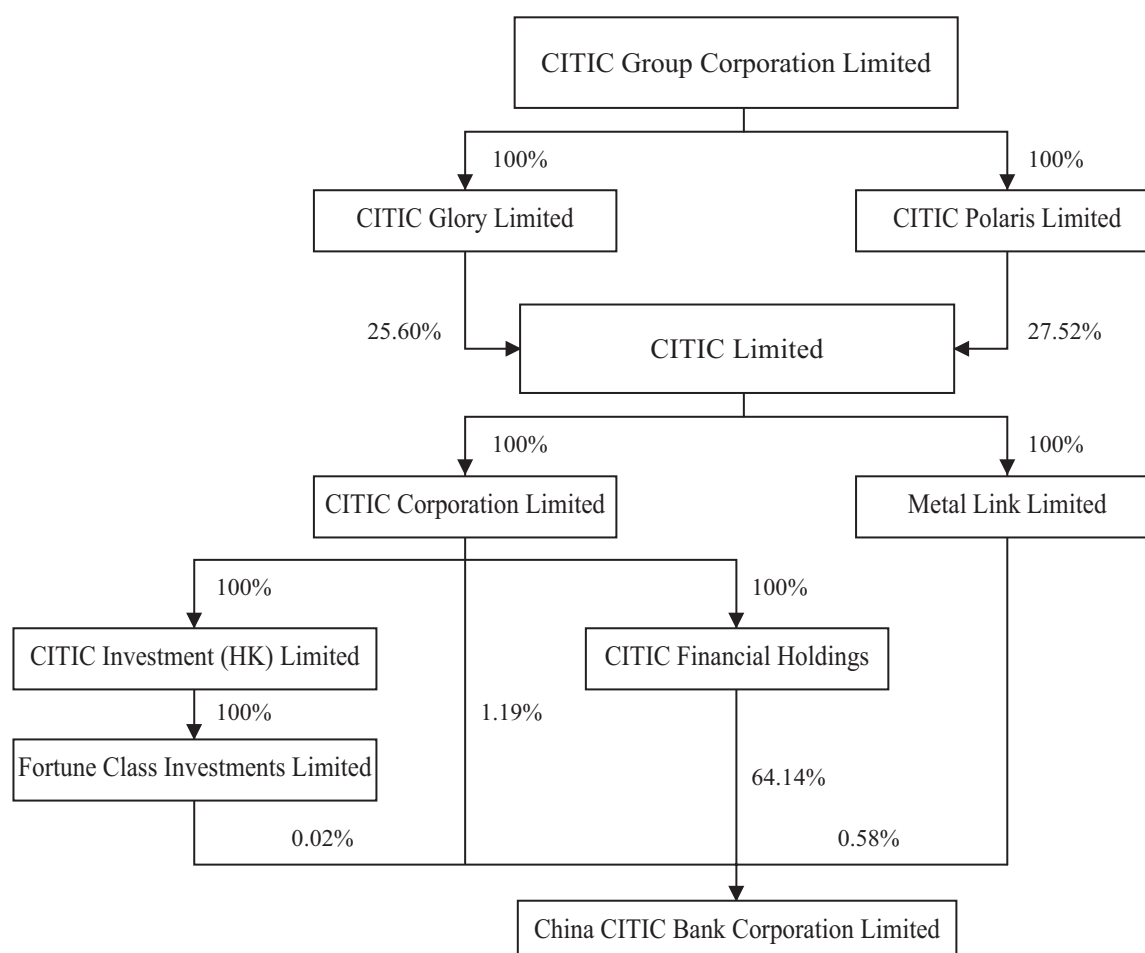 CITIC Group Corporation Limited
100%
100%
CITIC Glory Limited
CITIC Polaris Limited
25.60%
CITIC Limited
27.52%
100%
100%
CITIC Corporation Limited
Metal Link Limited
100%
100%
CITIC Investment (HK) Limited
CITIC Financial Holdings
100%
1.19%
Fortune Class Investments Limited
64.14%
0.02%
0.58%
China CITIC Bank Corporation Limited